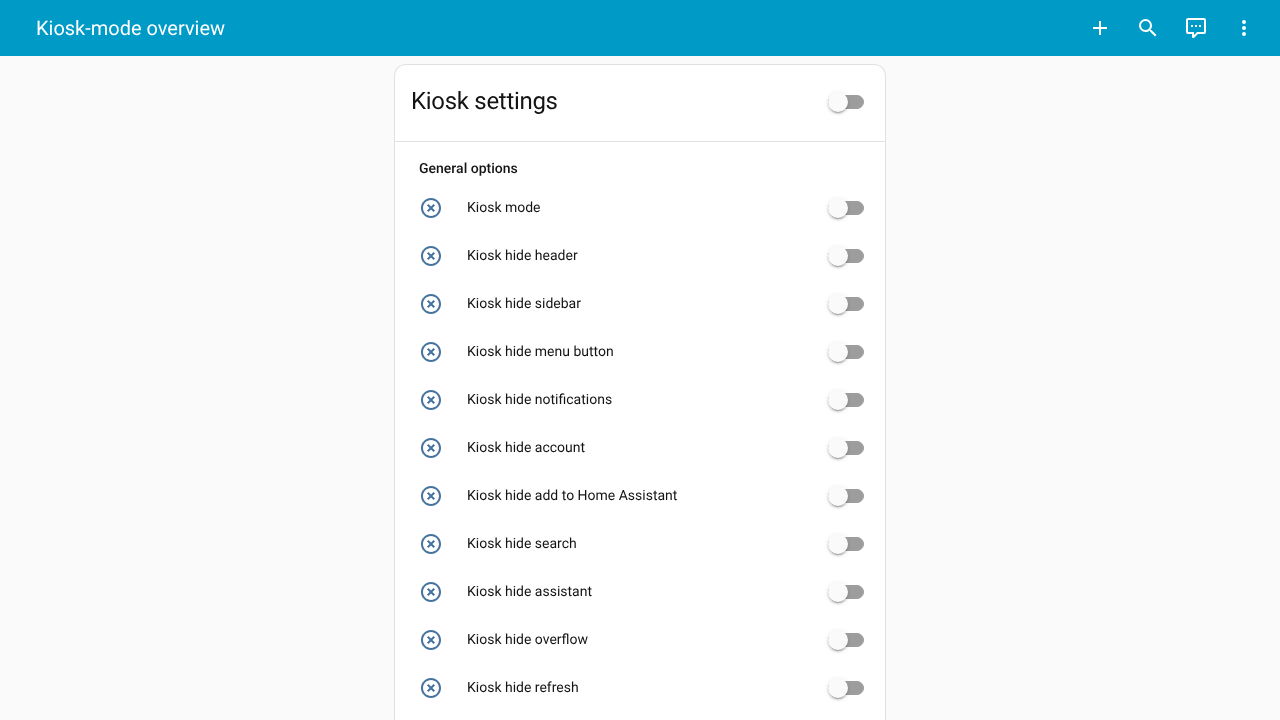 Kiosk-mode overview
Kiosk settings
General options
Kiosk mode
Kiosk hide header
Kiosk hide sidebar
Kiosk hide menu button
Kiosk hide notifications
Kiosk hide account
Kiosk hide add to Home Assistant
Kiosk hide search
Kiosk hide assistant
Kiosk hide overflow
Kiosk hide refresh